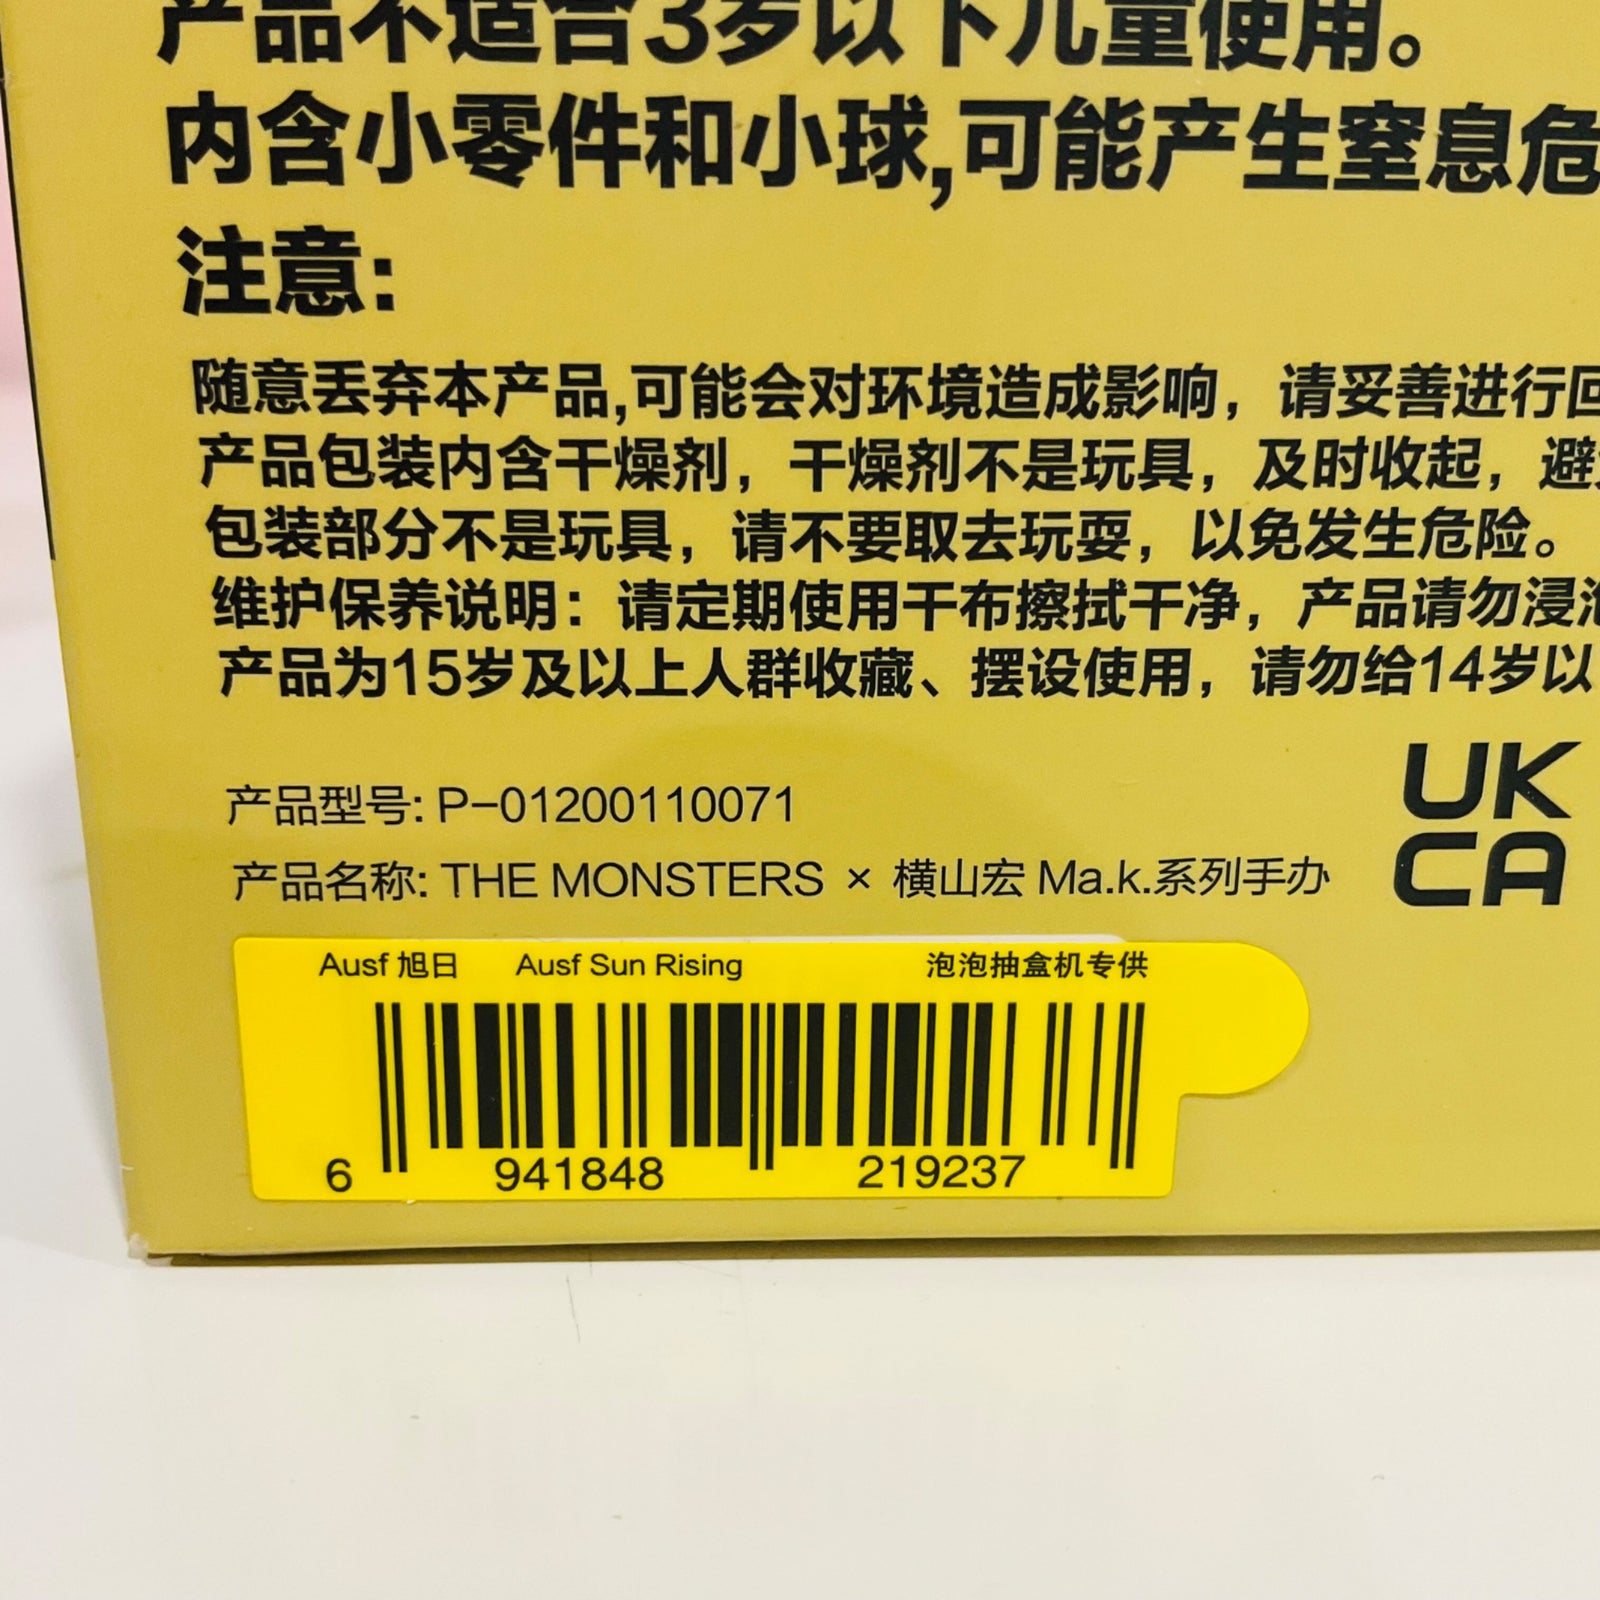 产品不适合3岁以下儿童使用。
内含小零件和小球,可能产生窒息危
注意:
随意丢弃本产品,可能会对环境造成影响，请妥善进行回
产品包装内含干燥剂，干燥剂不是玩具，及时收起，避
包装部分不是玩具，请不要取去玩耍，以免发生危险。
维护保养说明：请定期使用干布擦拭干净，产品请勿浸泡
产品为15岁及以上人群收藏、摆设使用，请勿给14岁以
产品型号: P-01200110071
产品名称: THE MONSTERS × 横山宏 Ma.k.系列手办
UK
CA
Ausf 旭日 Ausf Sun Rising 泡泡抽盒机专供
6 941848 219237